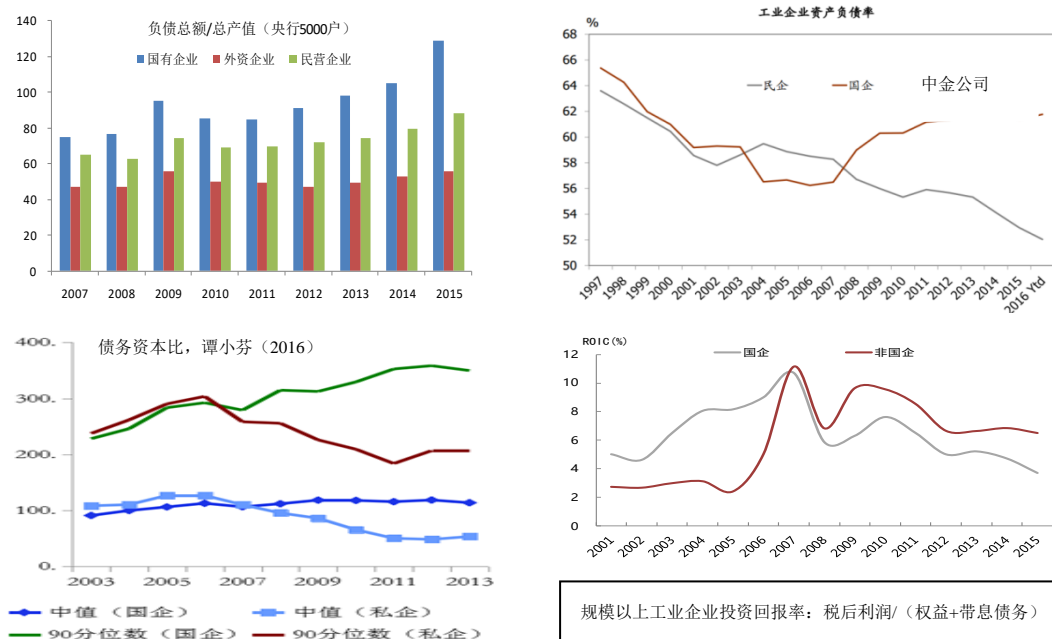 负债总额/总产值（央行5000户）
国有企业 外资企业 民营企业
140
120
100
80
60
40
20
0
2007 2008 2009 2010 2011 2012 2013 2014 2015
工业企业资产负债率
%
68
66
64
62
60
58
56
54
52
50
民企 国企 中金公司
1997 1998 1999 2000 2001 2002 2003 2004 2005 2006 2007 2008 2009 2010 2011 2012 2013 2014 2015 2016 Ytd
债务资本比，谭小芬（2016）
400.
300.
200.
100.
0.
2003 2005 2007 2009 2011 2013
中值（国企） 中值（私企）
90分位数（国企） 90分位数（私企）
ROIC(%)
国企 非国企
12
10
8
6
4
2
0
2001 2002 2003 2004 2005 2006 2007 2008 2009 2010 2011 2012 2013 2014 2015
规模以上工业企业投资回报率：税后利润/（权益+带息债务）